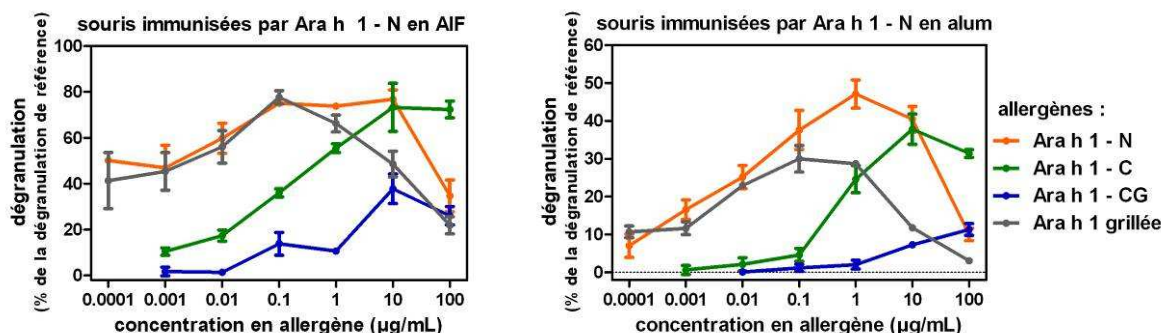 souris immunisées par Ara h 1 - N en AIF
dégranulation
(% de la dégranulation de référence)
100
80
60
40
20
0
0.0001 0.001 0.01 0.1 1 10 100
concentration en allergène (µg/mL)
souris immunisées par Ara h 1 - N en alum
dégranulation
(% de la dégranulation de référence)
60
50
40
30
20
10
0
0.0001 0.001 0.01 0.1 1 10 100
concentration en allergène (µg/mL)
allergènes :
Ara h 1 - N
Ara h 1 - C
Ara h 1 - CG
Ara h 1 grillée